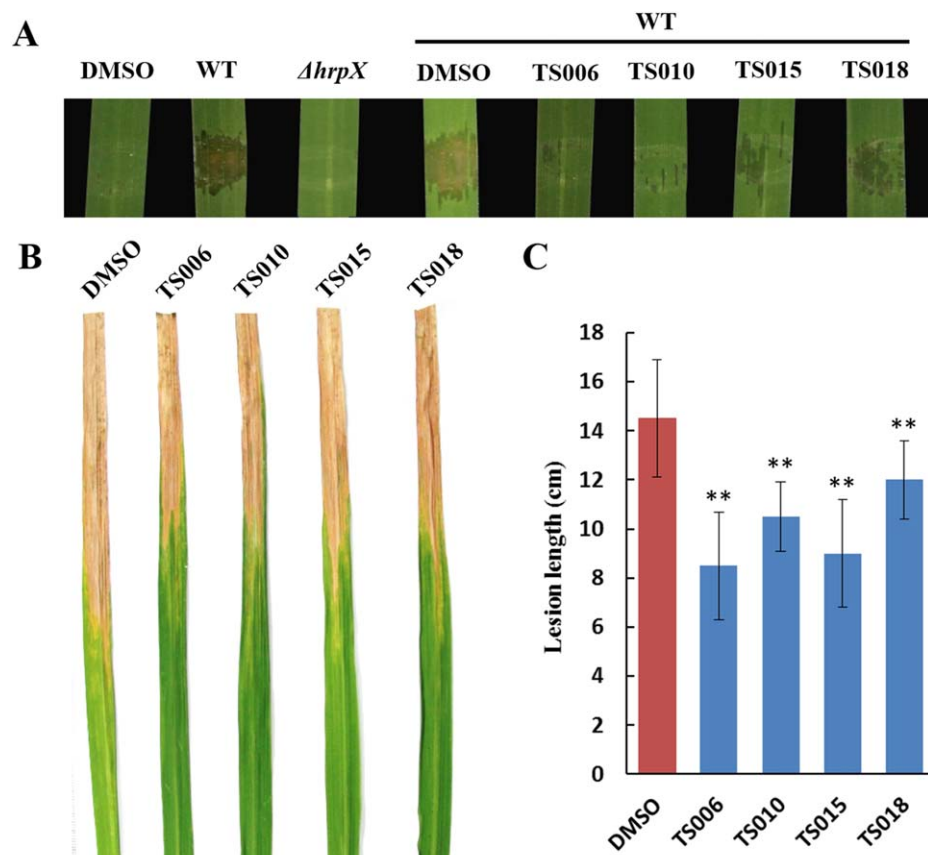 A
WT
DMSO WT ΔhrpX DMSO TS006 TS010 TS015 TS018
B
DMSO TS006 TS010 TS015 TS018
C
18
16
14
12
10
8
6
4
2
0
Lesion length (cm)
** ** ** **
DMSO TS006 TS010 TS015 TS018